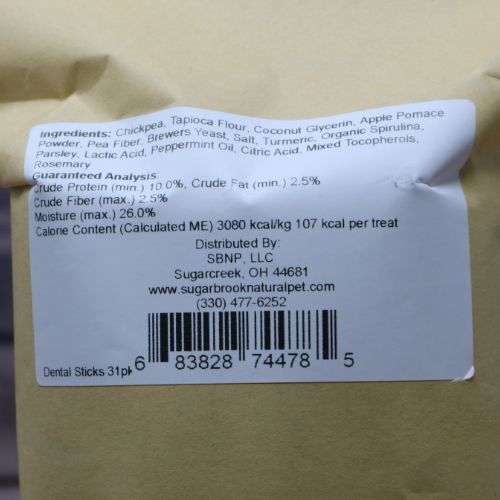 Ingredients: Chickpea, Tapioca Flour, Coconut Glycerin, Apple Pomace
Powder, Pea Fiber, Brewers Yeast, Salt, Turmeric, Organic Spirulina,
Parsley, Lactic Acid, Peppermint Oil, Citric Acid, Mixed Tocopherols,
Rosemary
Guaranteed Analysis:
Crude Protein (min.) 10.0%, Crude Fat (min.) 2.5%
Crude Fiber (max.) 2.5%
Moisture (max.) 26.0%
Calorie Content (Calculated ME) 3080 kcal/kg 107 kcal per treat
Distributed By:
SBNP, LLC
Sugarcreek, OH 44681
www.sugarbrooknaturalpet.com
(330) 477-6252
Dental Sticks 31pk
6 83828 74478 5